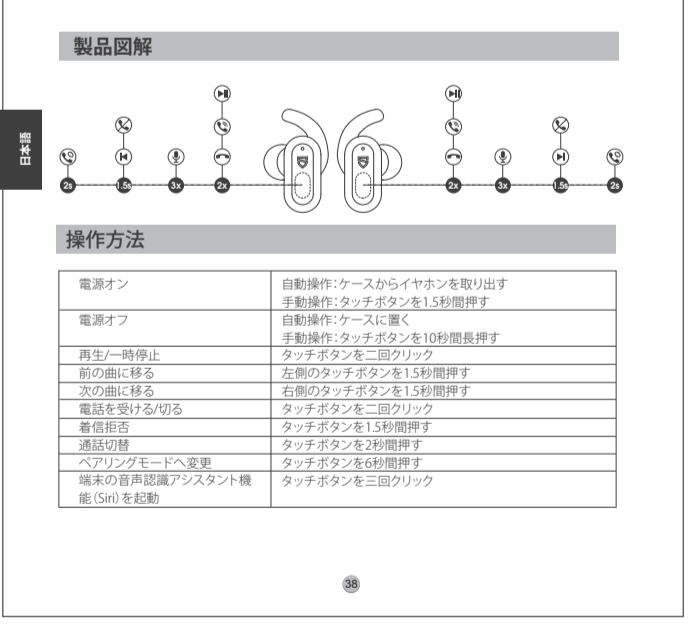 製品図解
日本語
2s 1.5s 3x 2x 2x 3x 1.5s 2s
操作方法
電源オン 自動操作：ケースからイヤホンを取り出す
手動操作：タッチボタンを1.5秒間押す
電源オフ 自動操作：ケースに置く
手動操作：タッチボタンを10秒間長押す
再生/一時停止 タッチボタンを二回クリック
前の曲に移る 左側のタッチボタンを1.5秒間押す
次の曲に移る 右側のタッチボタンを1.5秒間押す
電話を受ける/切る タッチボタンを二回クリック
着信拒否 タッチボタンを1.5秒間押す
通話切替 タッチボタンを2秒間押す
ペアリングモードへ変更 タッチボタンを6秒間押す
端末の音声認識アシスタント機 タッチボタンを三回クリック
能（Siri）を起動
38